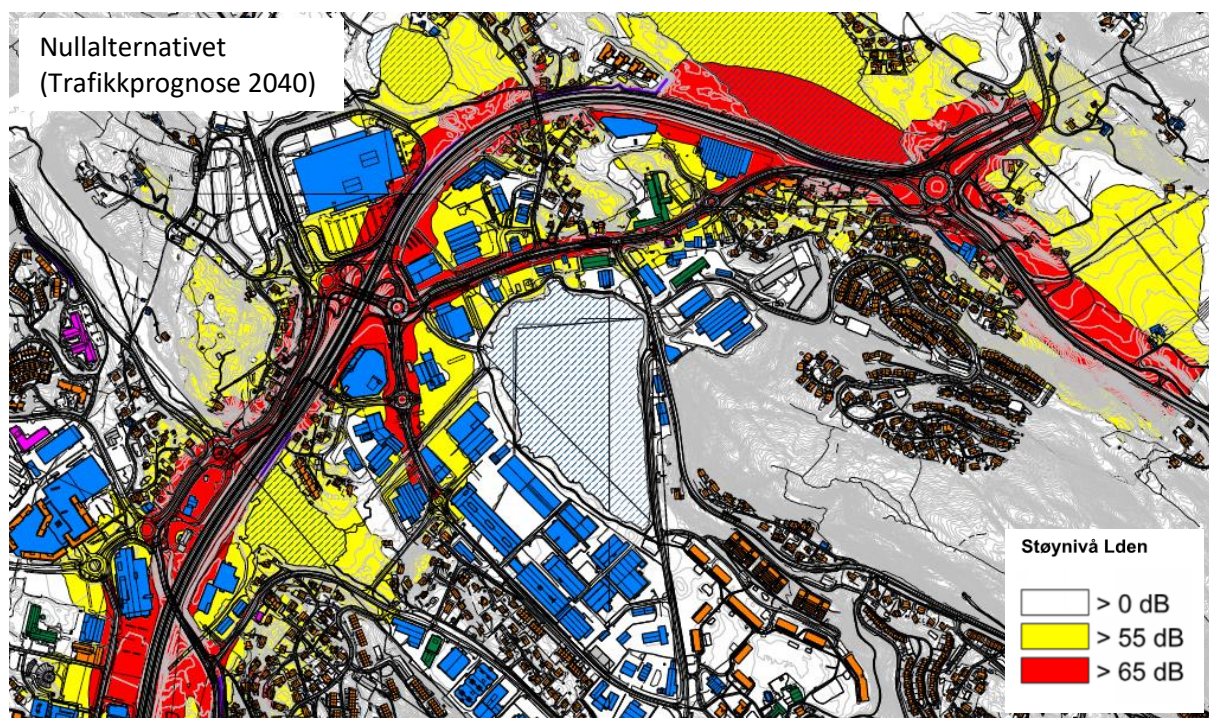 Nullalternativet
(Trafikkprognose 2040)
Støynivå Lden
> 0 dB
> 55 dB
> 65 dB